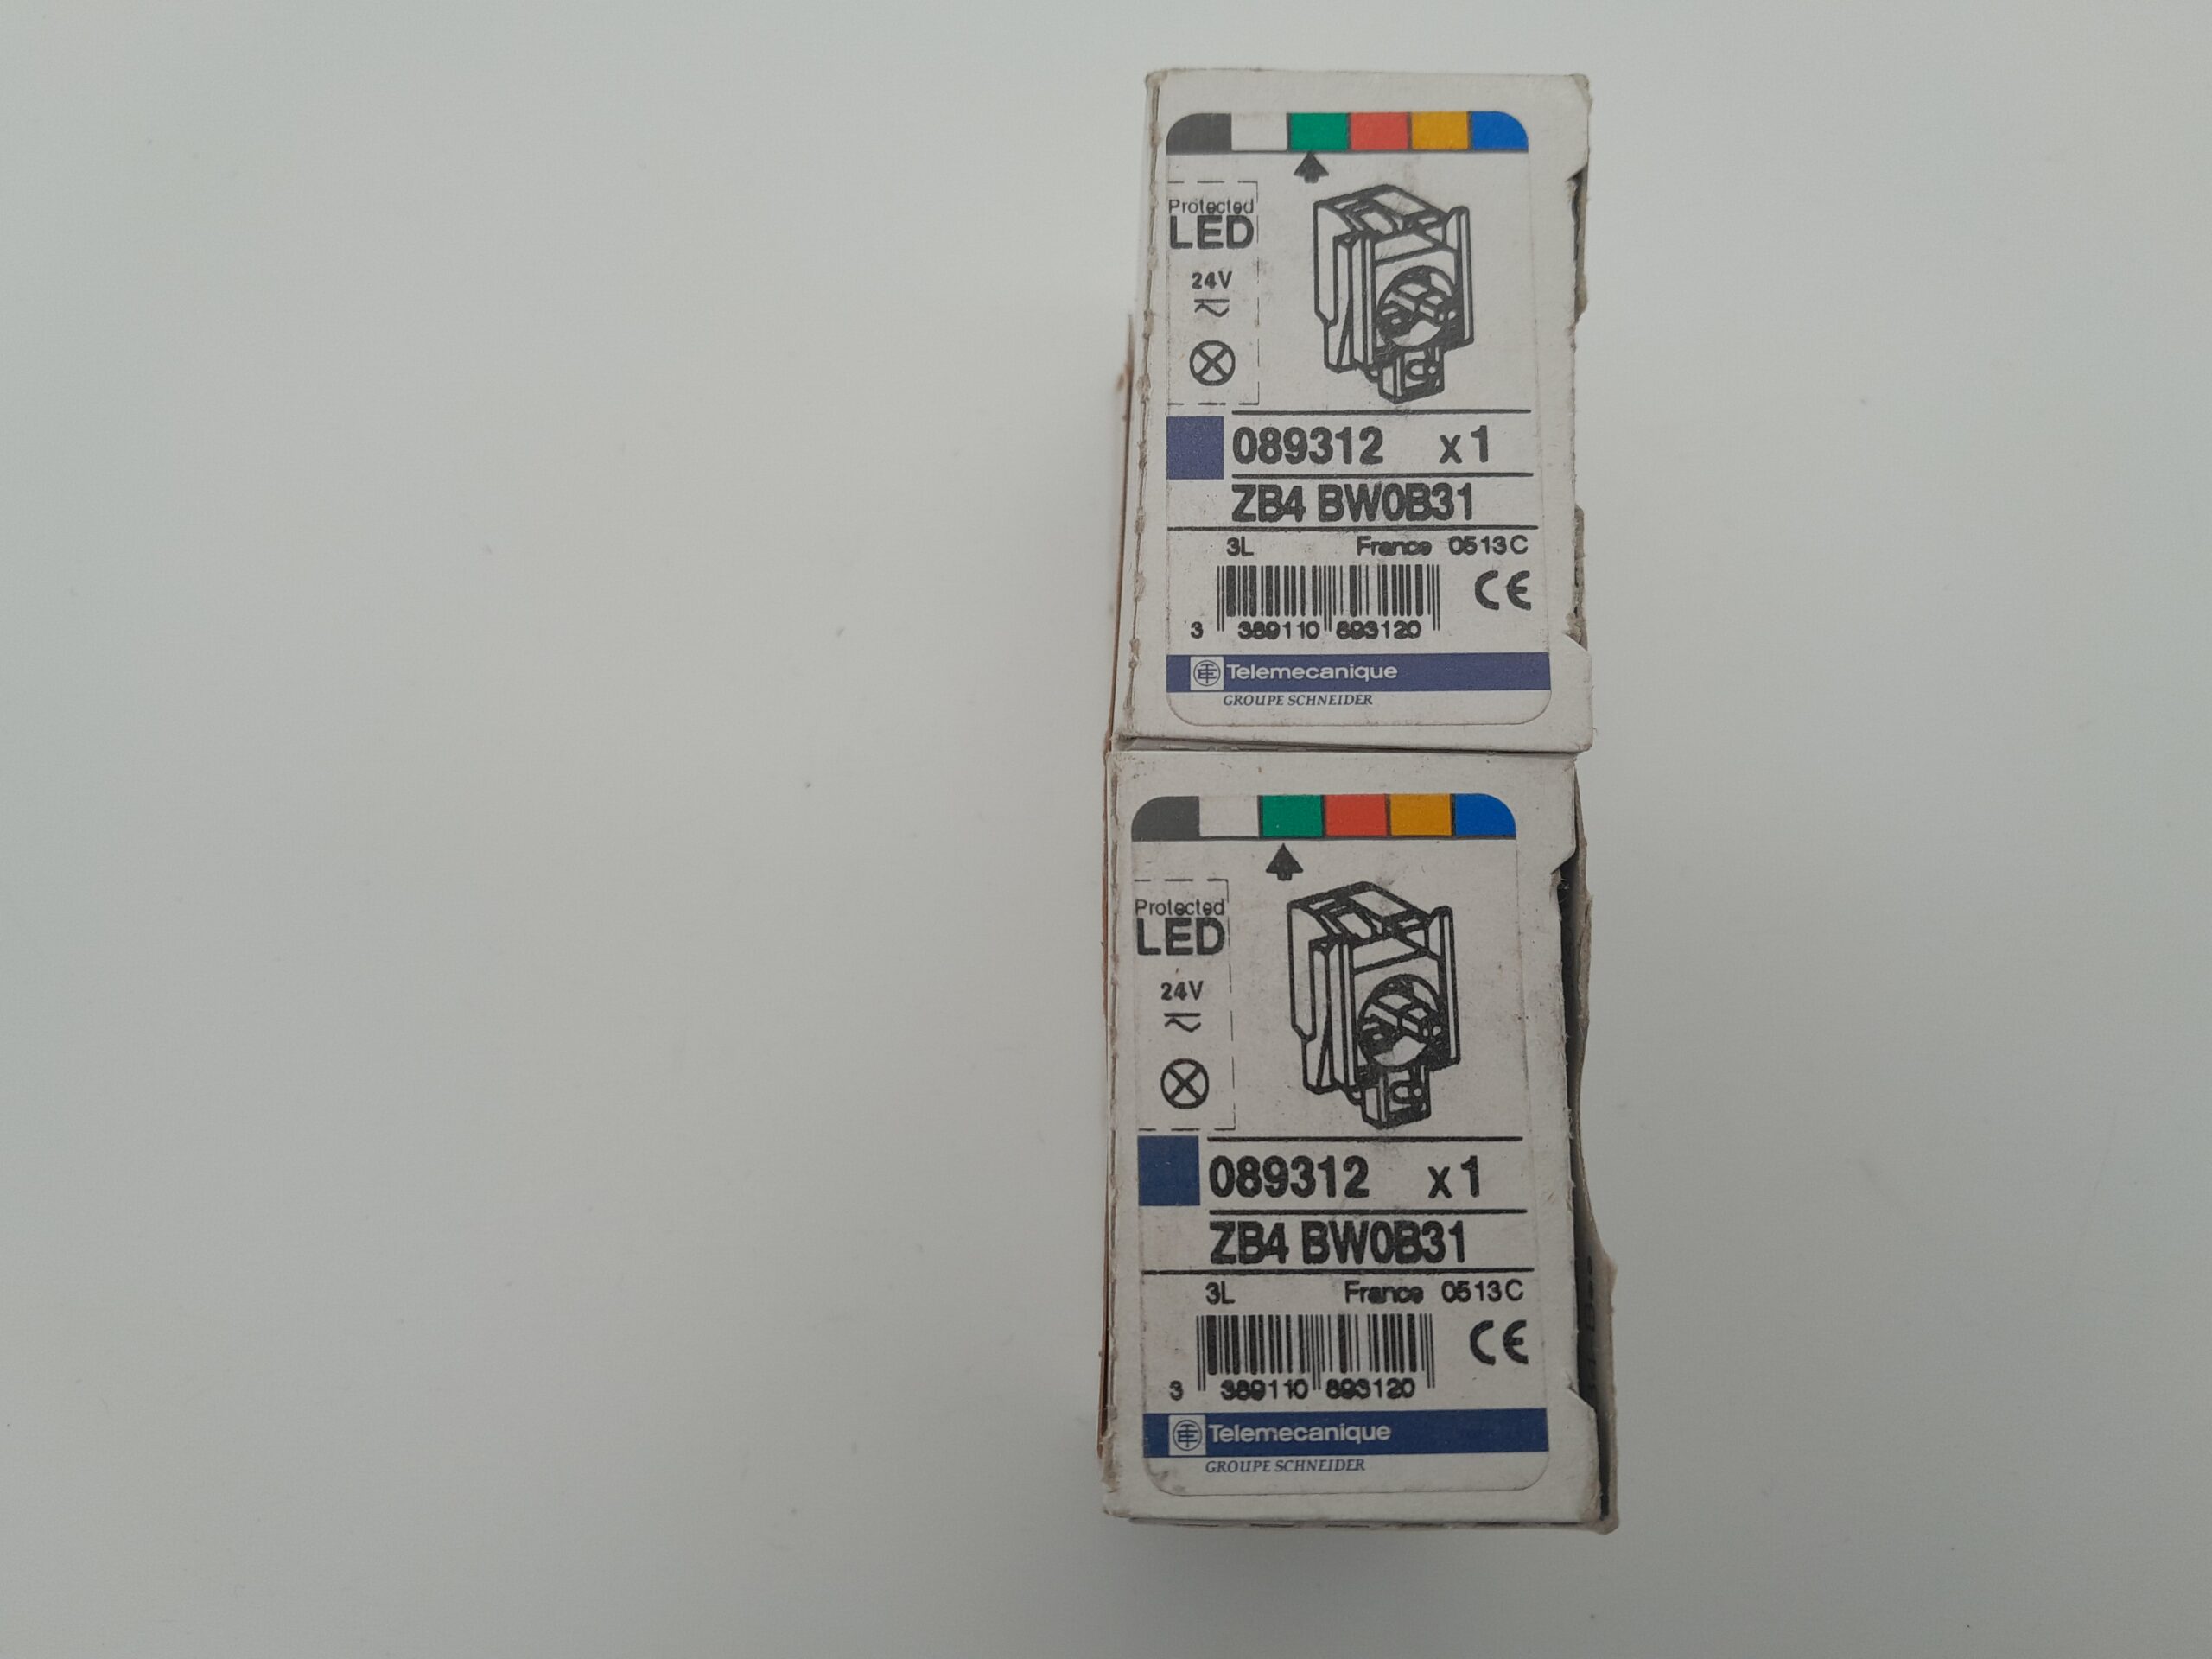 Protected
LED
24V
089312 x1
ZB4 BW0B31
3L France 0513C
CE
3 389110 893120
Telemecanique
GROUPE SCHNEIDER
Protected
LED
24V
089312 x1
ZB4 BW0B31
3L France 0513C
CE
3 389110 893120
Telemecanique
GROUPE SCHNEIDER